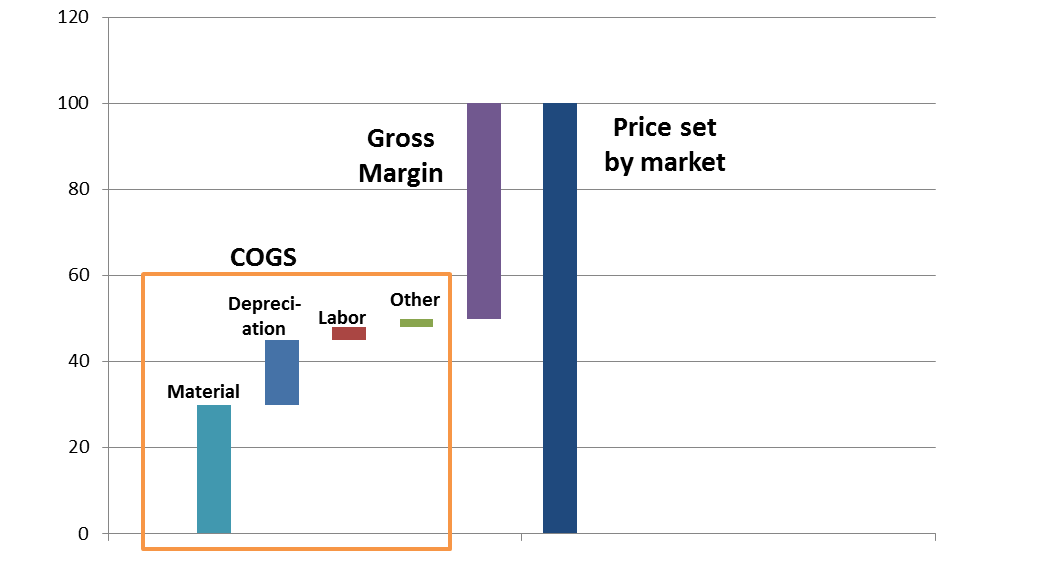 120
100
80
60
40
20
0
Gross
Margin
Price set
by market
COGS
Depreci-
ation
Labor
Other
Material